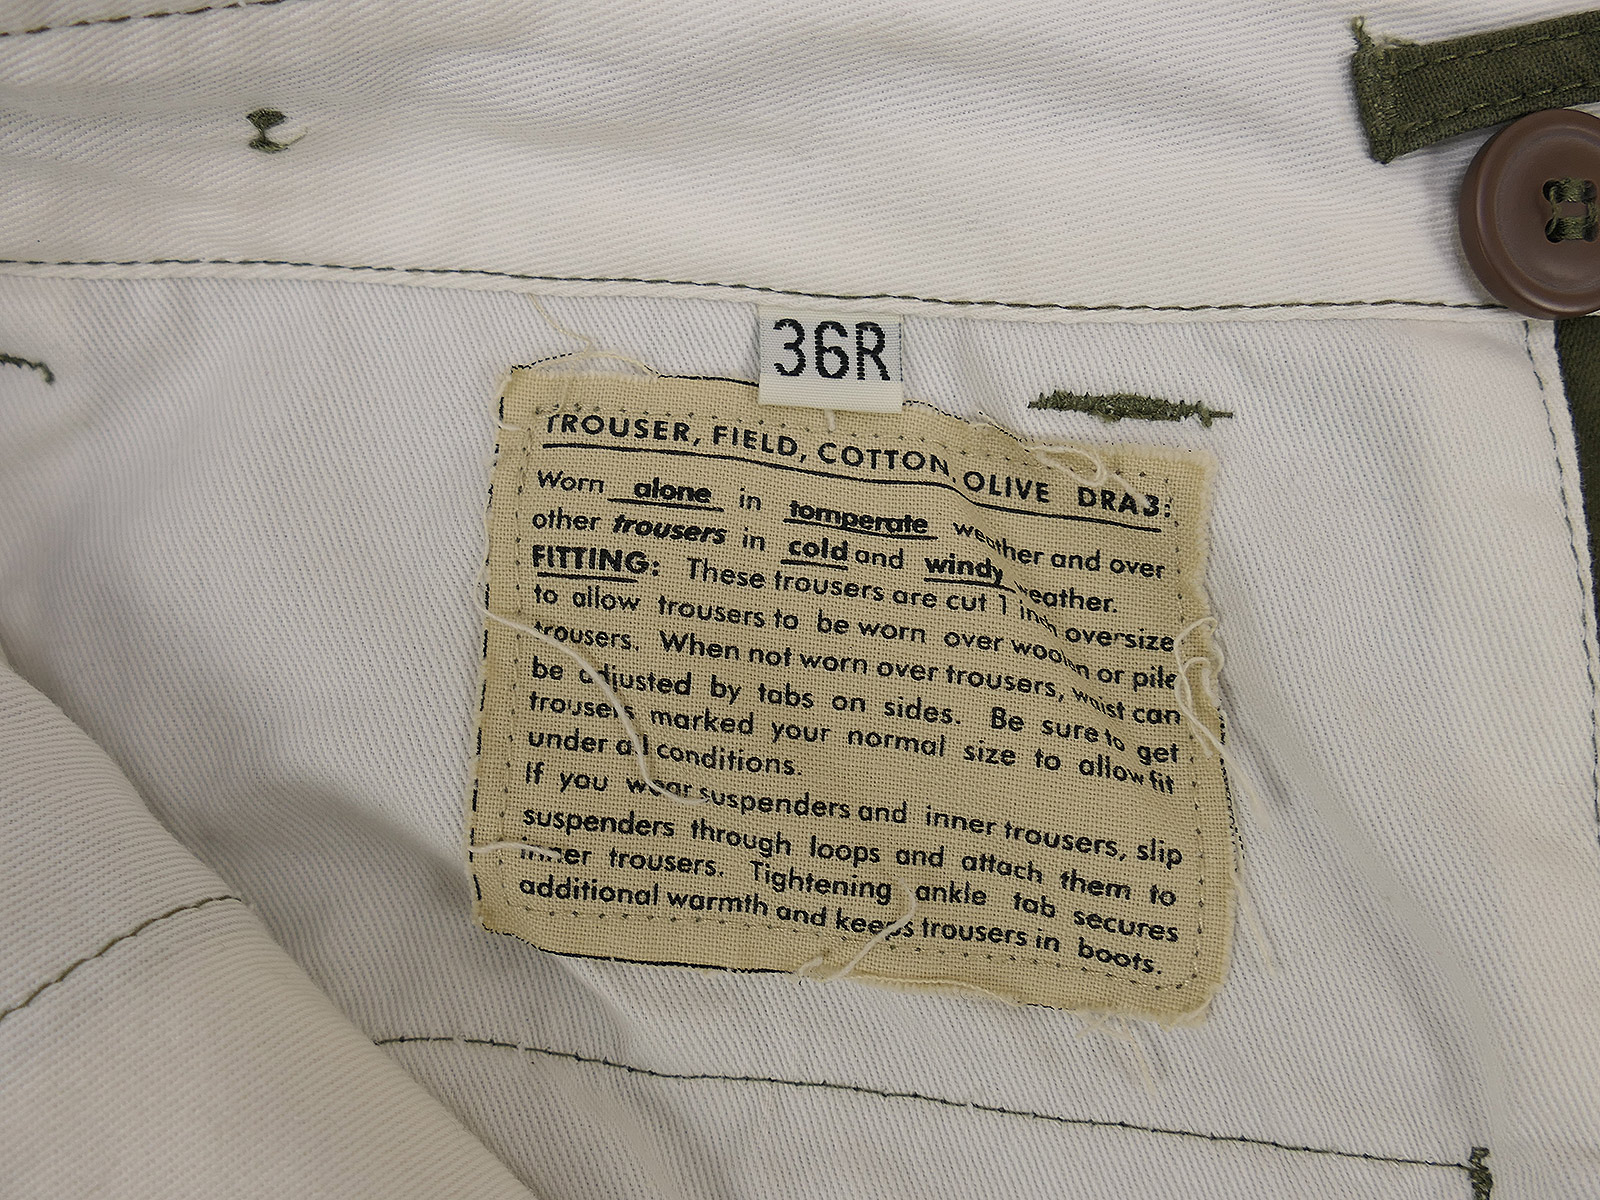 36R
TROUSER, FIELD, COTTON, OLIVE DRAB:
Worn alone in tomperate weather and over
other trousers in cold and windy weather.
FITTING: These trousers are cut 1 inch oversize
to allow trousers to be worn over woolen or pile
trousers. When not worn over trousers, waist can
be adjusted by tabs on sides. Be sure to get
trousers marked your normal size to allow fit
under all conditions.
If you wear suspenders and inner trousers, slip
suspenders through loops and attach them to
inner trousers. Tightening ankle tab secures
additional warmth and keeps trousers in boots.